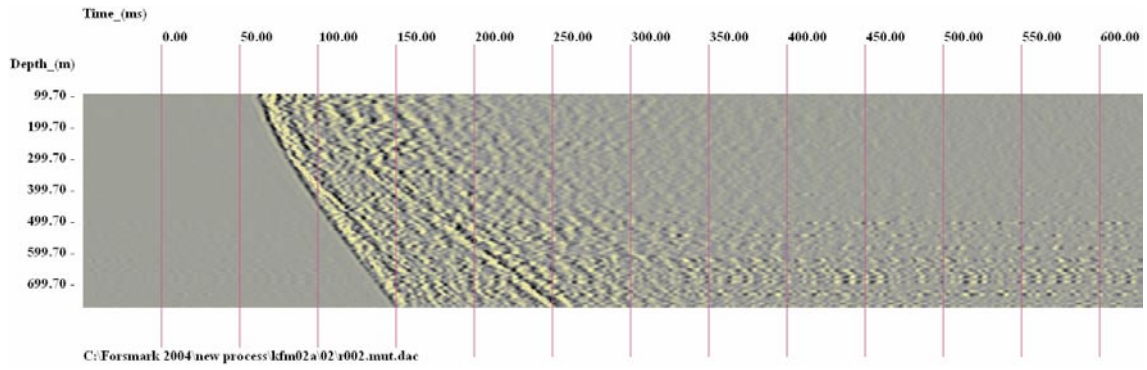 Time_(ms)
0.00 50.00 100.00 150.00 200.00 250.00 300.00 350.00 400.00 450.00 500.00 550.00 600.00
Depth_(m)
99.70 -
199.70 -
299.70 -
399.70 -
499.70 -
599.70 -
699.70 -
C:\Forsmark 2004\new process\kfm02a\02\r002.mut.dac